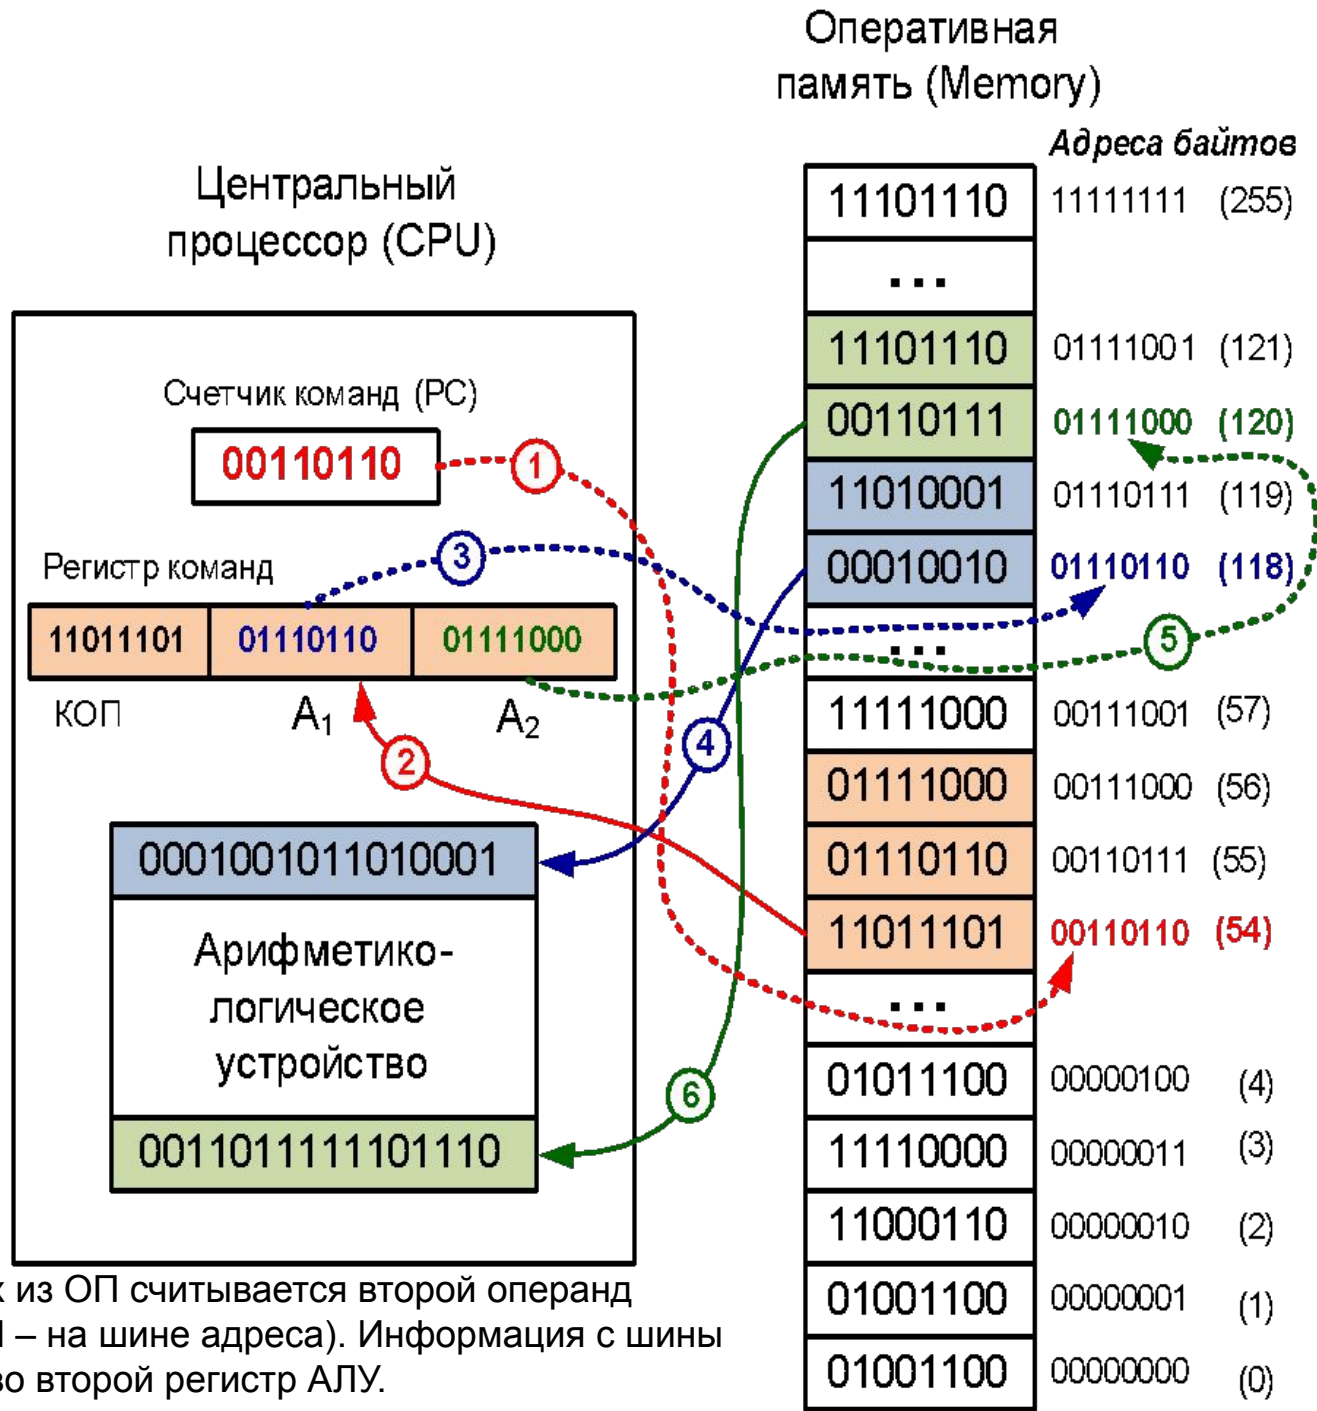 Оперативная
память (Memory)
Адреса байтов
Центральный
процессор (CPU)
Счетчик команд (PC)
00110110
1
Регистр команд
3
11011101 01110110 01111000
КОП A1 A2
2
4
5
0001001011010001
Арифметико-
логическое
устройство
0011011111101110
6
11101110 11111111 (255)
...
11101110 01111001 (121)
00110111 01111000 (120)
11010001 01110111 (119)
00010010 01110110 (118)
...
11111000 00111001 (57)
01111000 00111000 (56)
01110110 00110111 (55)
11011101 00110110 (54)
...
01011100 00000100 (4)
11110000 00000011 (3)
11000110 00000010 (2)
01001100 00000001 (1)
01001100 00000000 (0)
из ОП считывается второй операнд
– на шине адреса). Информация с шины
во второй регистр АЛУ.